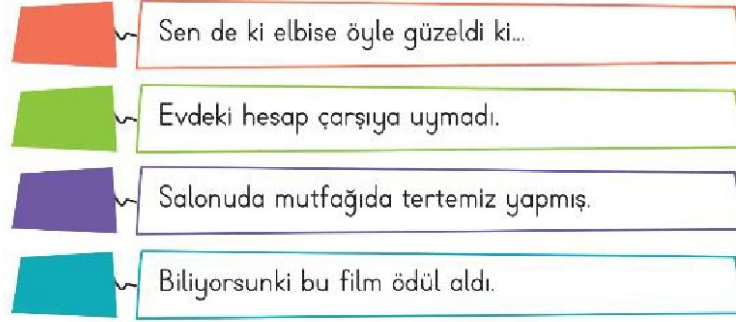 Sen de ki elbise öyle güzeldi ki...
Evdeki hesap çarşıya uymadı.
Salonuda mutfağıda tertemiz yapmış.
Biliyorsunki bu film ödül aldı.